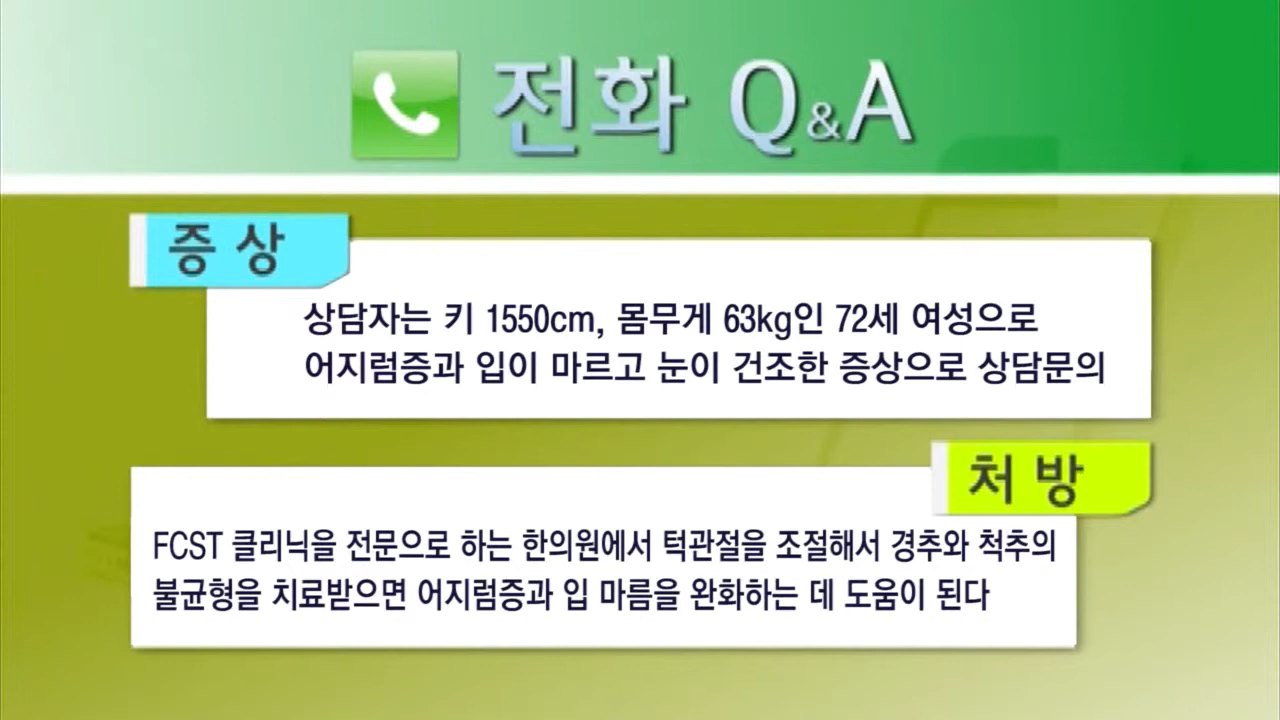 전화 Q&A
증상
상담자는 키 1550cm, 몸무게 63kg인 72세 여성으로
어지럼증과 입이 마르고 눈이 건조한 증상으로 상담문의
처방
FCST 클리닉을 전문으로 하는 한의원에서 턱관절을 조절해서 경추와 척추의
불균형을 치료받으면 어지럼증과 입 마름을 완화하는 데 도움이 된다